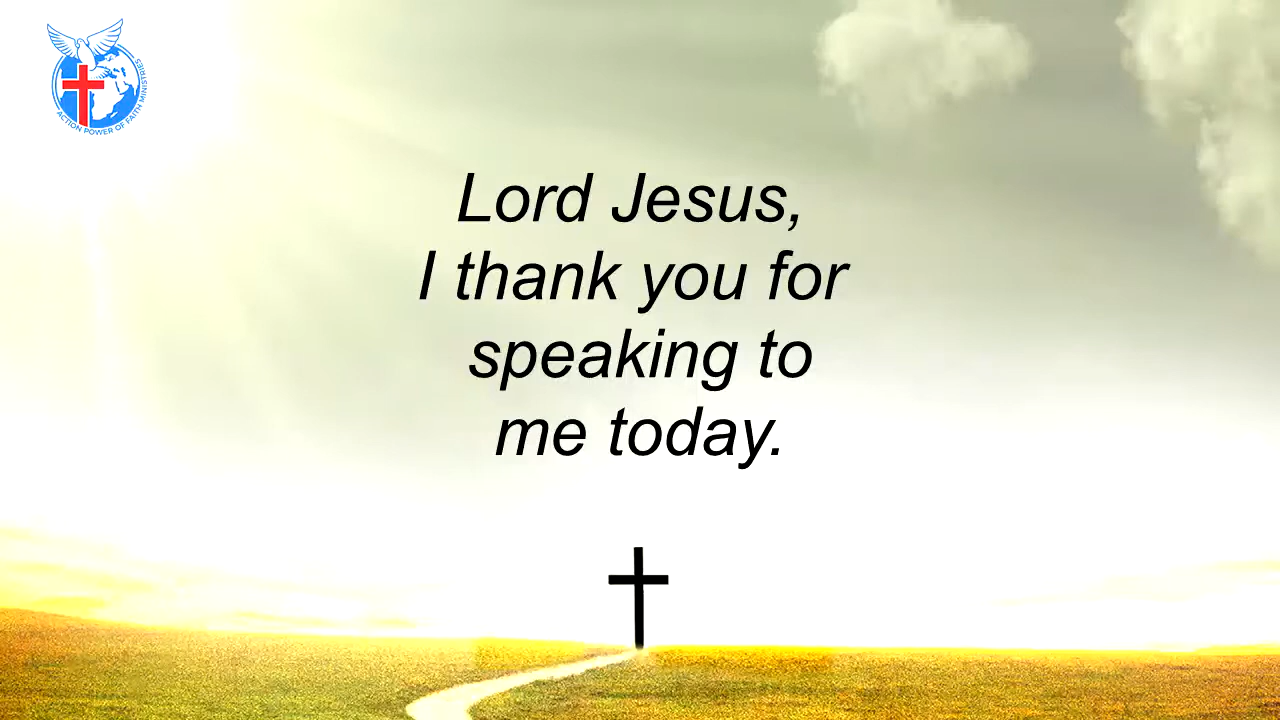 ACTION POWER OF FAITH MINISTRIES
Lord Jesus,
I thank you for
speaking to
me today.